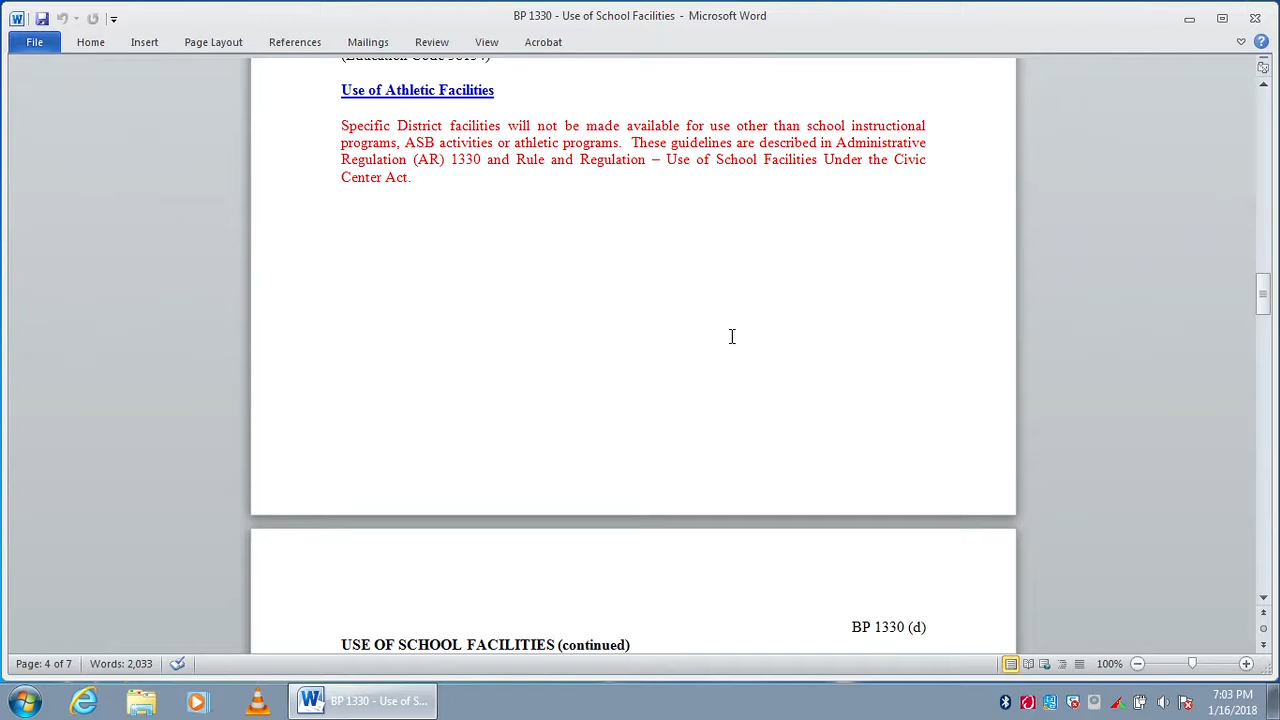 BP 1330 - Use of School Facilities - Microsoft Word
File Home Insert Page Layout References Mailings Review View Acrobat
Use of Athletic Facilities
Specific District facilities will not be made available for use other than school instructional
programs, ASB activities or athletic programs. These guidelines are described in Administrative
Regulation (AR) 1330 and Rule and Regulation – Use of School Facilities Under the Civic
Center Act.
BP 1330 (d)
USE OF SCHOOL FACILITIES (continued)
Page: 4 of 7 Words: 2,033 100%
BP 1330 - Use of S...
7:03 PM
1/16/2018